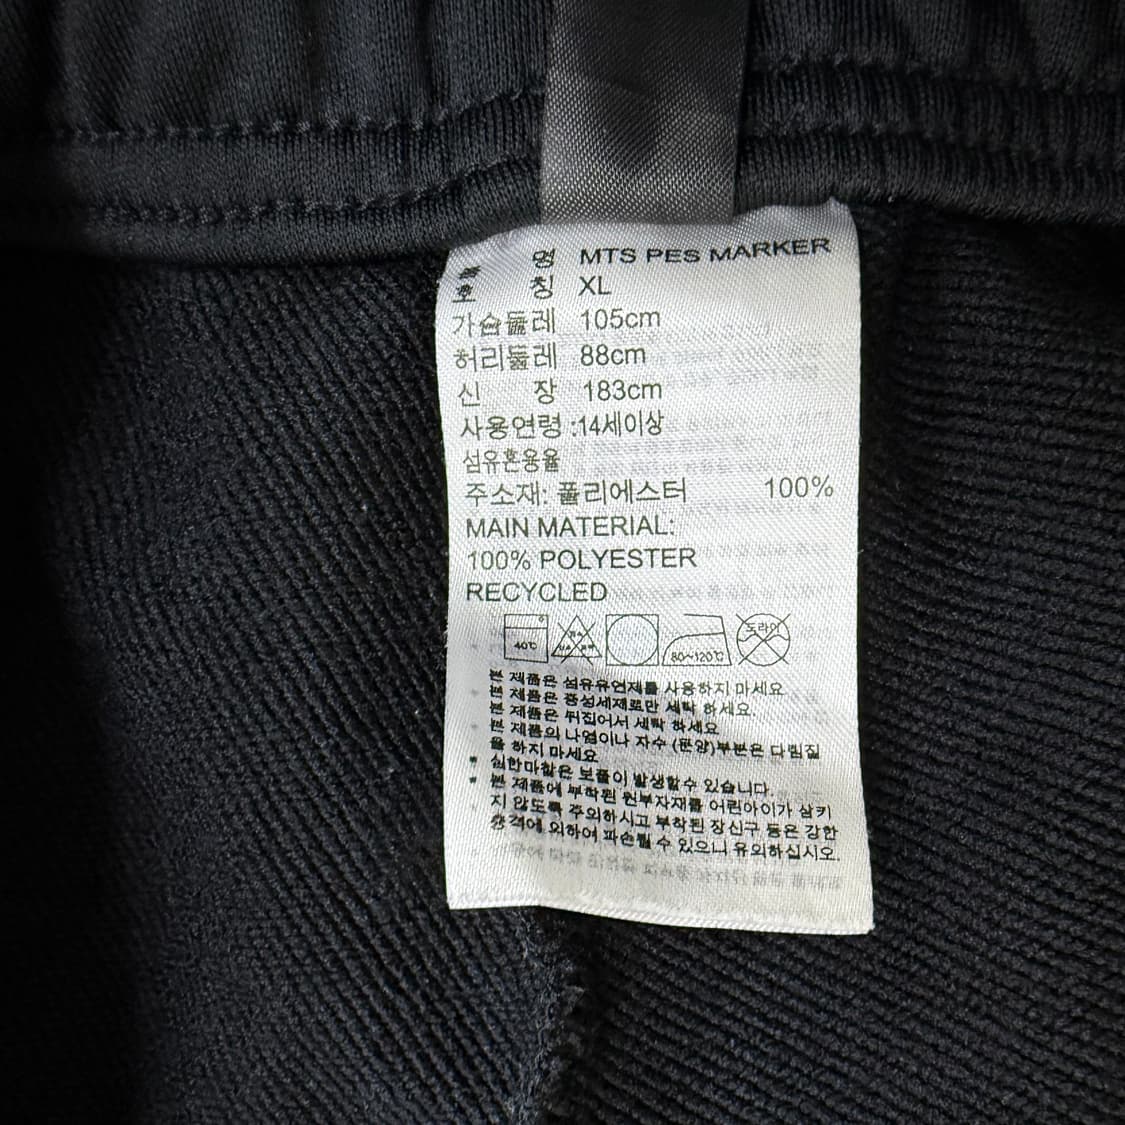 품 명 MTS PES MARKER
호 칭 XL
가슴둘레 105cm
허리둘레 88cm
신 장 183cm
사용연령 :14세이상
섬유혼용율
주소재: 폴리에스터 100%
MAIN MATERIAL:
100% POLYESTER
RECYCLED
40℃ 80~120℃ 드라이
본 제품은 섬유유연제를 사용하지 마세요
본 제품은 중성세제로만 세탁 하세요.
본 제품은 뒤집어서 세탁 하세요
본 제품의 나염이나 자수 (문양)부분은 다림질
을 하지 마세요
심한마찰은 보풀이 발생할수 있습니다.
본 제품에 부착된 원부자재를 어린아이가 삼키
지 않도록 주의하시고 부착된 장신구 등은 강한
충격에 의하여 파손될 수 있으니 유의하십시오.